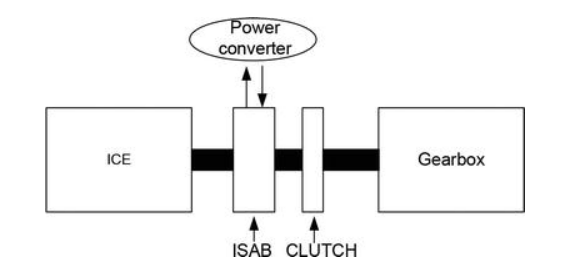 Power
converter
ICE
Gearbox
ISAB
CLUTCH